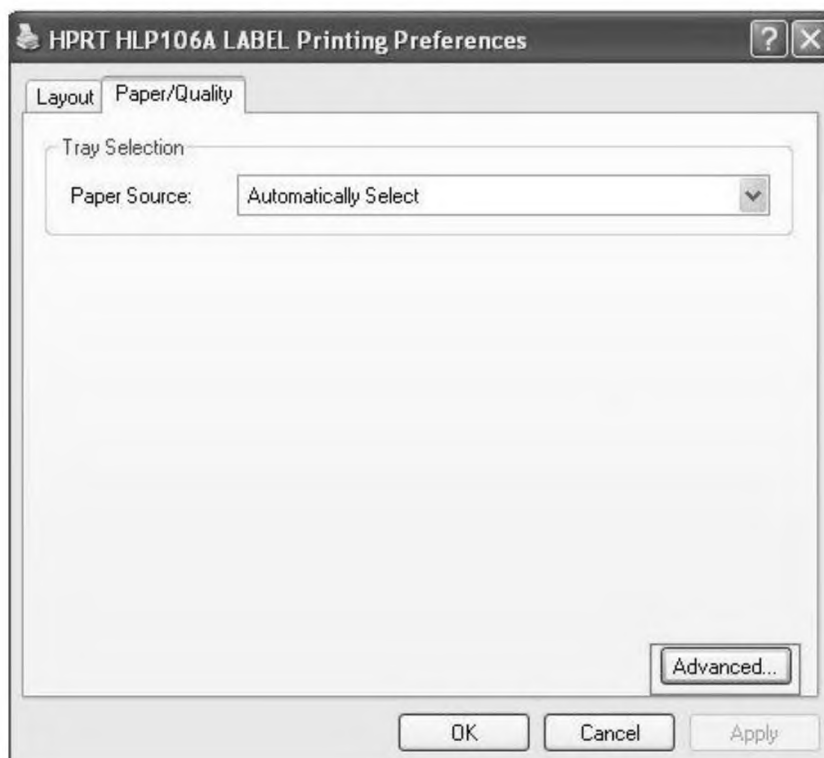 HPRT HLP106A LABEL Printing Preferences
Layout
Paper/Quality
Tray Selection
Paper Source:
Automatically Select
Advanced...
OK
Cancel
Apply